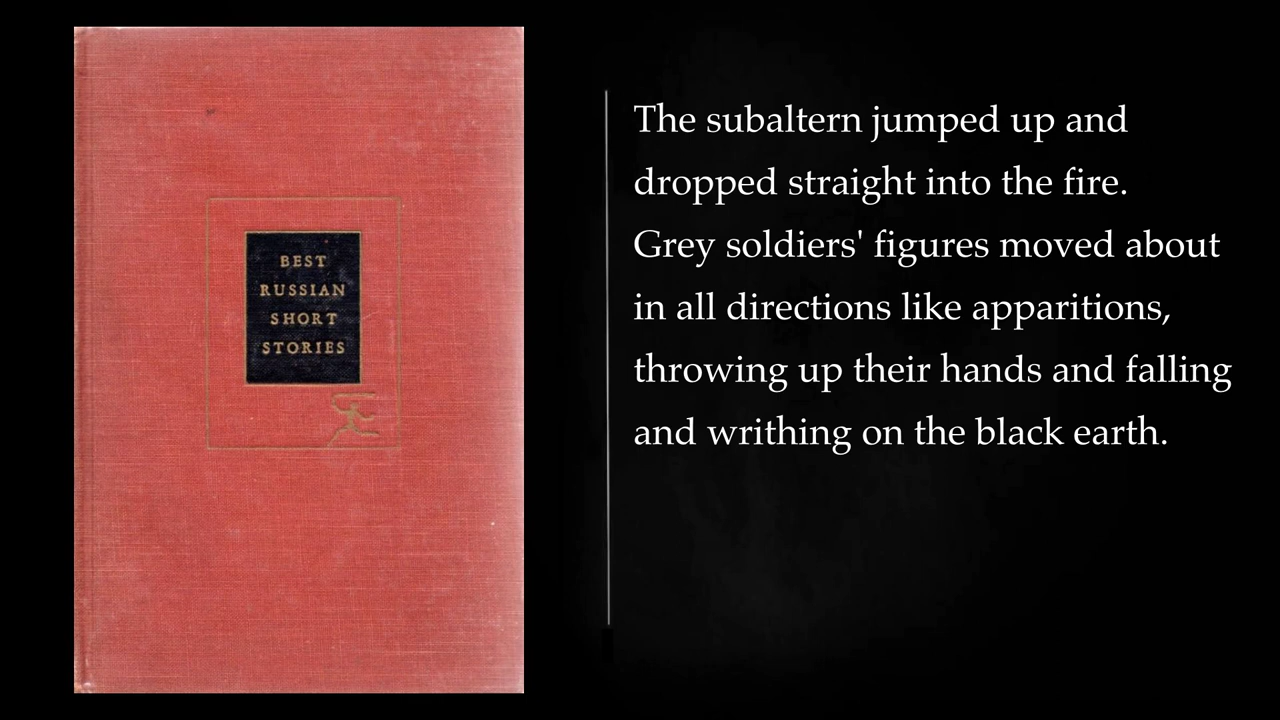 BEST
RUSSIAN
SHORT
STORIES
The subaltern jumped up and
dropped straight into the fire.
Grey soldiers' figures moved about
in all directions like apparitions,
throwing up their hands and falling
and writhing on the black earth.